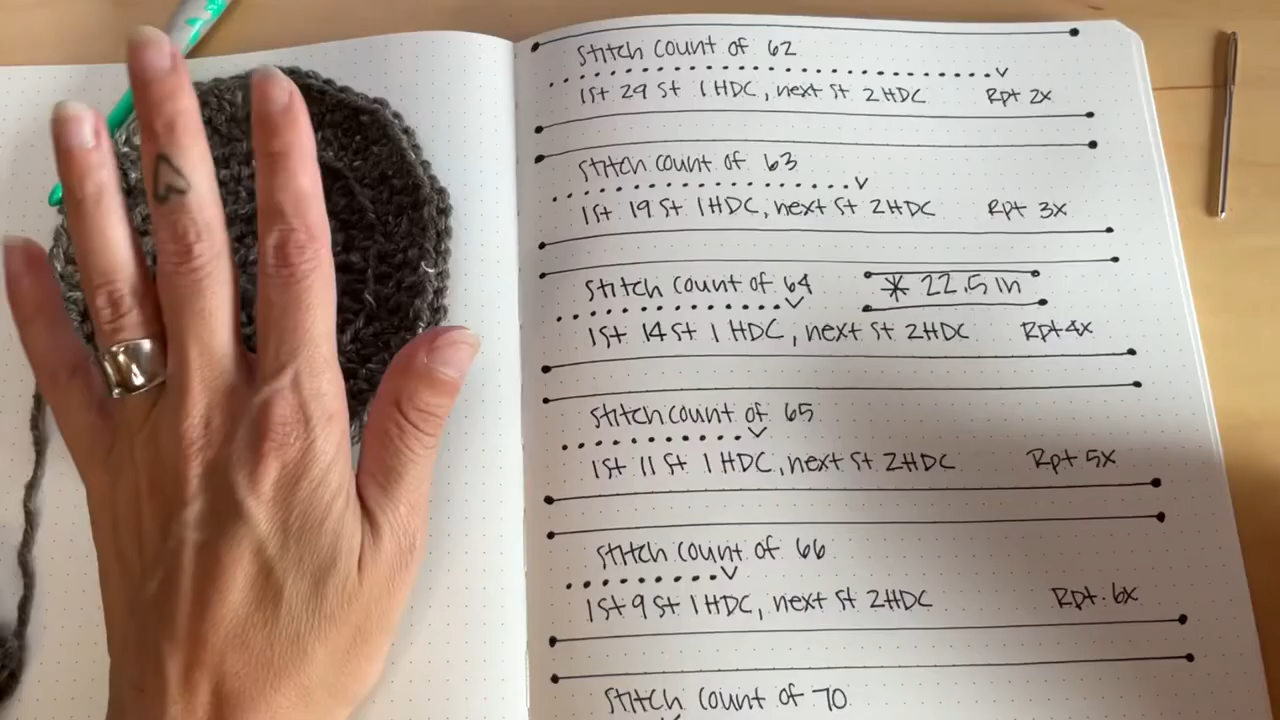 Stitch count of 62
1st 29 st 1 HDC, next st 2HDC Rpt 2x
Stitch count of 63
1st 19 st 1HDC, next st 2HDC Rpt 3x
Stitch count of 64 * 22.5 in
1st 14 st 1 HDC, next st 2HDC Rpt 4x
Stitch count of 65
1st 11 st 1 HDC, next st 2HDC Rpt 5x
Stitch count of 66
1st 9 st 1 HDC, next st 2HDC Rpt. 6x
Stitch count of 70